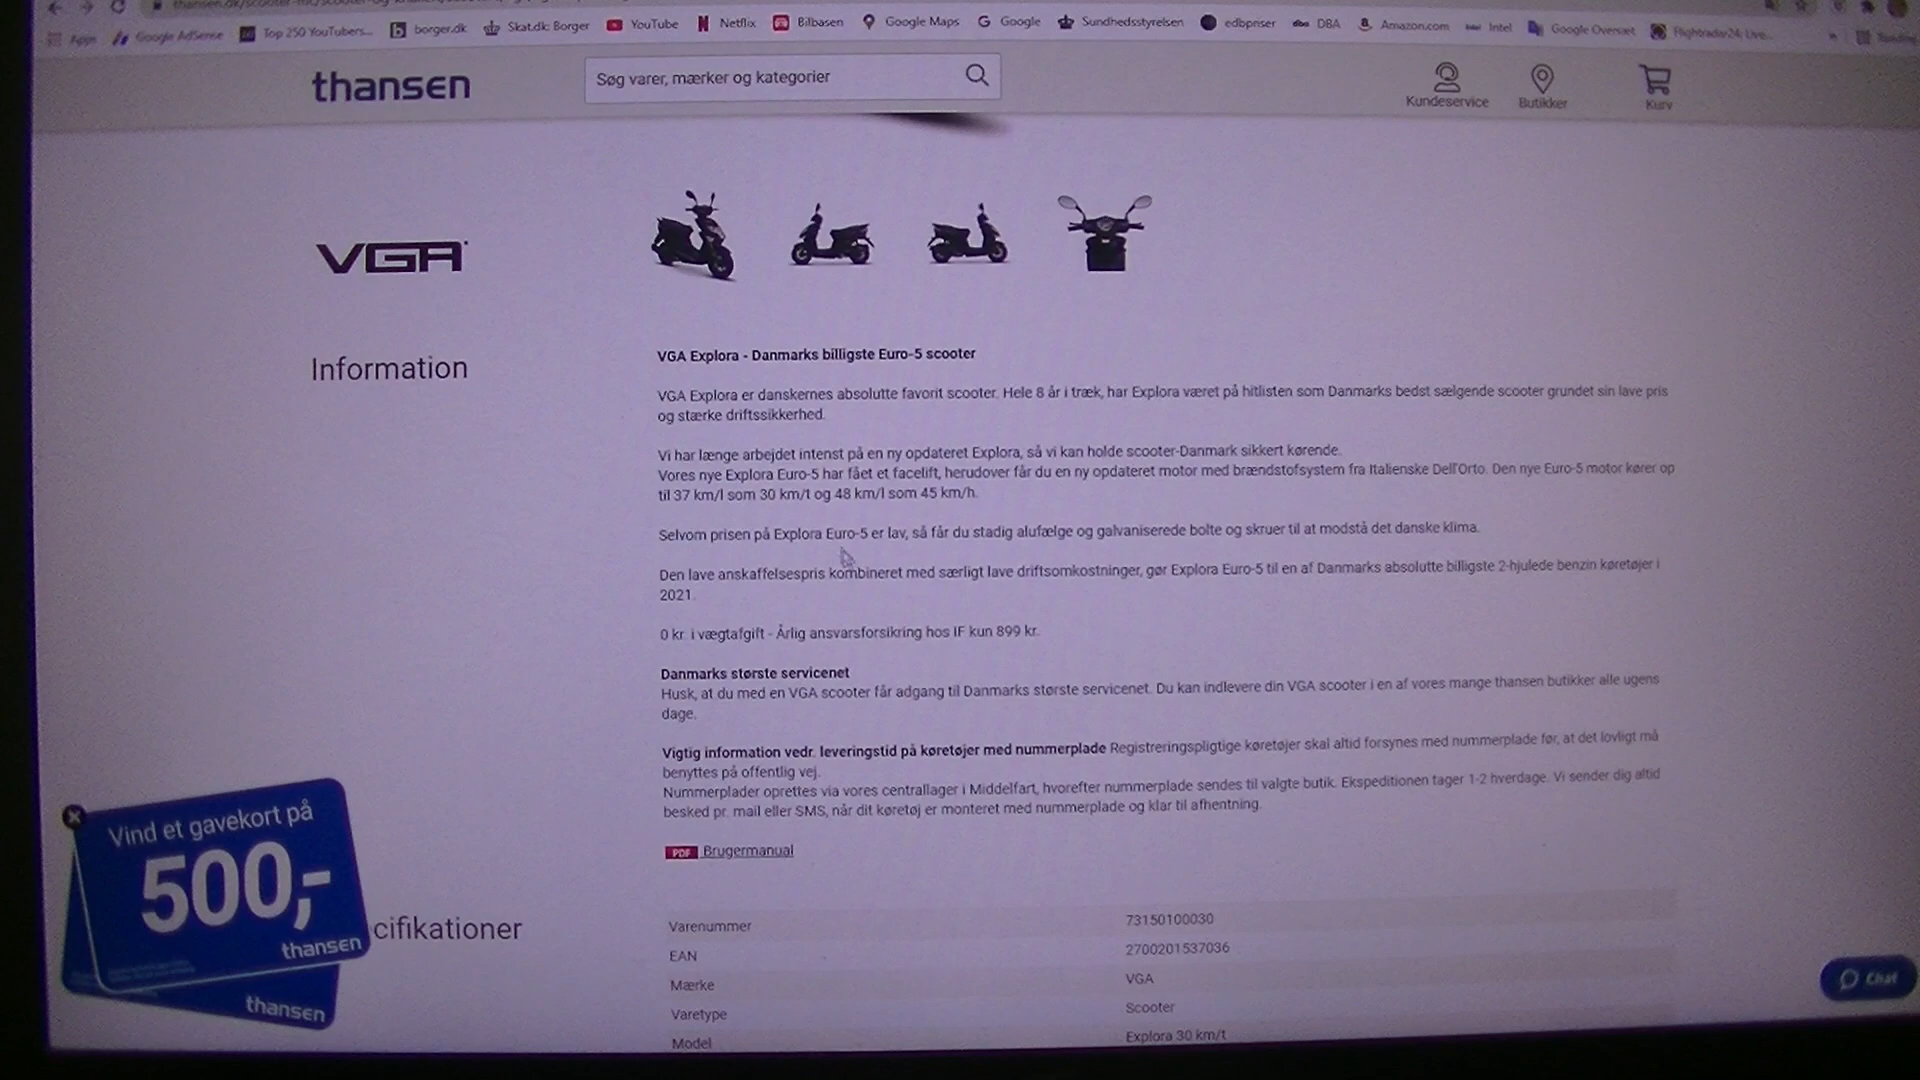 Apps Google AdSense Top 250 YouTubers... borger.dk Skat.dk: Borger YouTube Netflix Bilbasen Google Maps Google Sundhedsstyrelsen edbpriser dba DBA Amazon.com Intel Google Oversæt Flightradar24: Live...
thansen
Søg varer, mærker og kategorier
Kundeservice Butikker Kurv
VGA
Information
VGA Explora - Danmarks billigste Euro-5 scooter
VGA Explora er danskernes absolutte favorit scooter. Hele 8 år i træk, har Explora været på hitlisten som Danmarks bedst sælgende scooter grundet sin lave pris
og stærke driftssikkerhed.
Vi har længe arbejdet intenst på en ny opdateret Explora, så vi kan holde scooter-Danmark sikkert kørende.
Vores nye Explora Euro-5 har fået et facelift, herudover får du en ny opdateret motor med brændstofsystem fra Italienske Dell'Orto. Den nye Euro-5 motor kører op
til 37 km/l som 30 km/t og 48 km/l som 45 km/h.
Selvom prisen på Explora Euro-5 er lav, så får du stadig alufælge og galvaniserede bolte og skruer til at modstå det danske klima.
Den lave anskaffelsespris kombineret med særligt lave driftsomkostninger, gør Explora Euro-5 til en af Danmarks absolutte billigste 2-hjulede benzin køretøjer i
2021.
0 kr. i vægtafgift - Årlig ansvarsforsikring hos IF kun 899 kr.
Danmarks største servicenet
Husk, at du med en VGA scooter får adgang til Danmarks største servicenet. Du kan indlevere din VGA scooter i en af vores mange thansen butikker alle ugens
dage.
Vigtig information vedr. leveringstid på køretøjer med nummerplade Registreringspligtige køretøjer skal altid forsynes med nummerplade før, at det lovligt må
benyttes på offentlig vej.
Nummerplader oprettes via vores centrallager i Middelfart, hvorefter nummerplade sendes til valgte butik. Ekspeditionen tager 1-2 hverdage. Vi sender dig altid
besked pr. mail eller SMS, når dit køretøj er monteret med nummerplade og klar til afhentning.
PDF Brugermanual
cifikationer
Varenummer 73150100030
EAN 2700201537036
Mærke VGA
Varetype Scooter
Model Explora 30 km/t
Vind et gavekort på
500,-
thansen
thansen
Chat